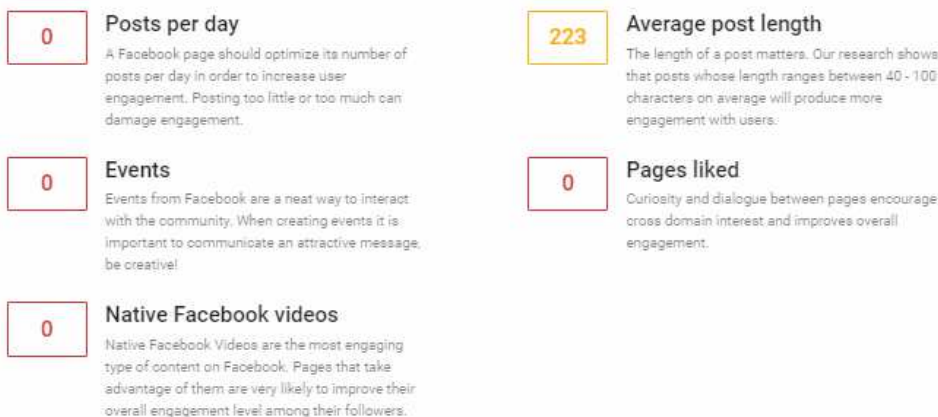 0
Posts per day
A Facebook page should optimize its number of
posts per day in order to increase user
engagement. Posting too little or too much can
damage engagement.
223
Average post length
The length of a post matters. Our research shows
that posts whose length ranges between 40 - 100
characters on average will produce more
engagement with users.
0
Events
Events from Facebook are a neat way to interact
with the community. When creating events it is
important to communicate an attractive message,
be creative!
0
Pages liked
Curiosity and dialogue between pages encourage
cross domain interest and improves overall
engagement.
0
Native Facebook videos
Native Facebook Videos are the most engaging
type of content on Facebook. Pages that take
advantage of them are very likely to improve their
overall engagement level among their followers.